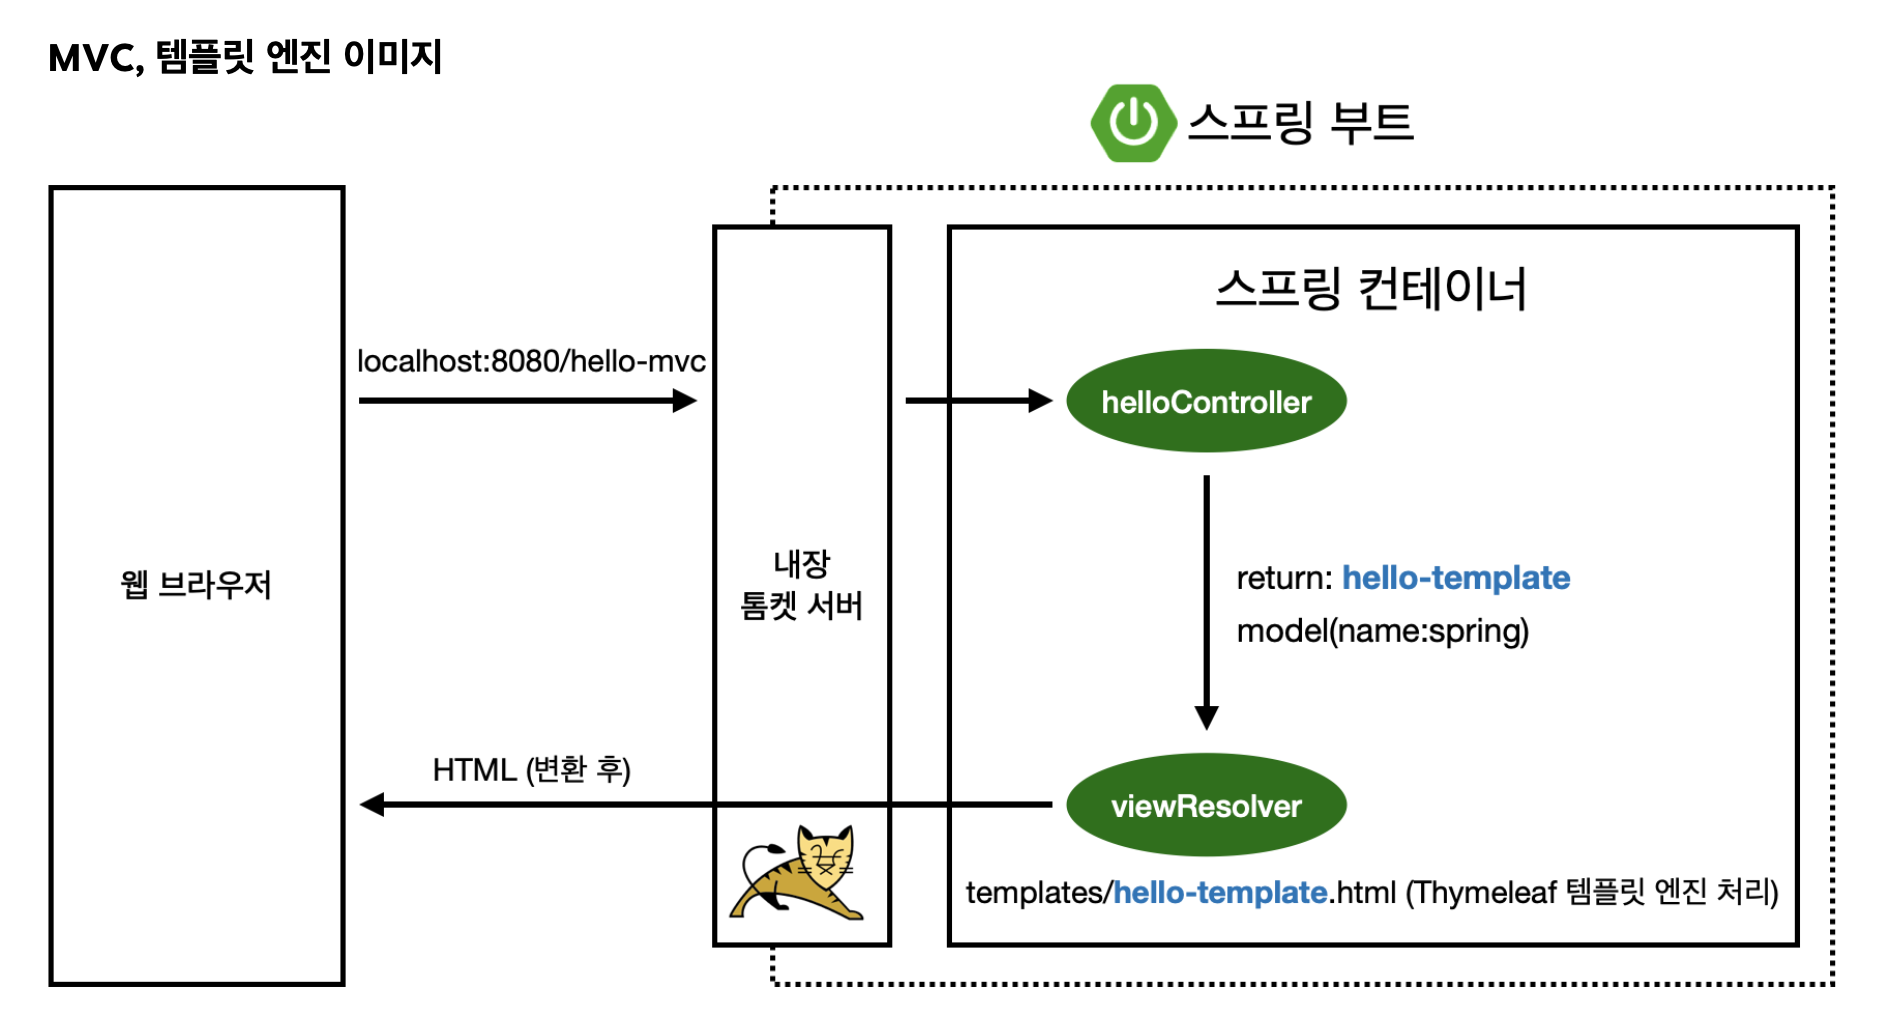 MVC, 템플릿 엔진 이미지
스프링 부트
스프링 컨테이너
localhost:8080/hello-mvc
helloController
웹 브라우저
내장
톰켓 서버
return: hello-template
model(name:spring)
HTML (변환 후)
viewResolver
templates/hello-template.html (Thymeleaf 템플릿 엔진 처리)